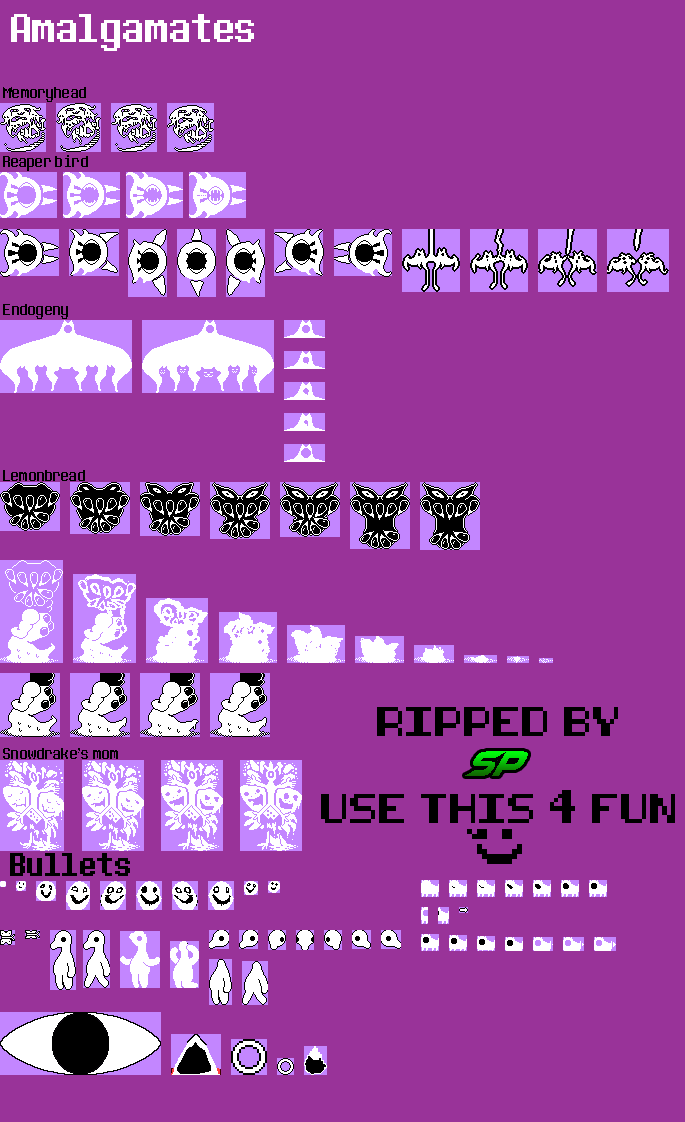 Amalgamates
Memoryhead
Reaper bird
Endogeny
Lemonbread
RIPPED BY
SP
Snowdrake's mom
USE THIS 4 FUN
Bullets